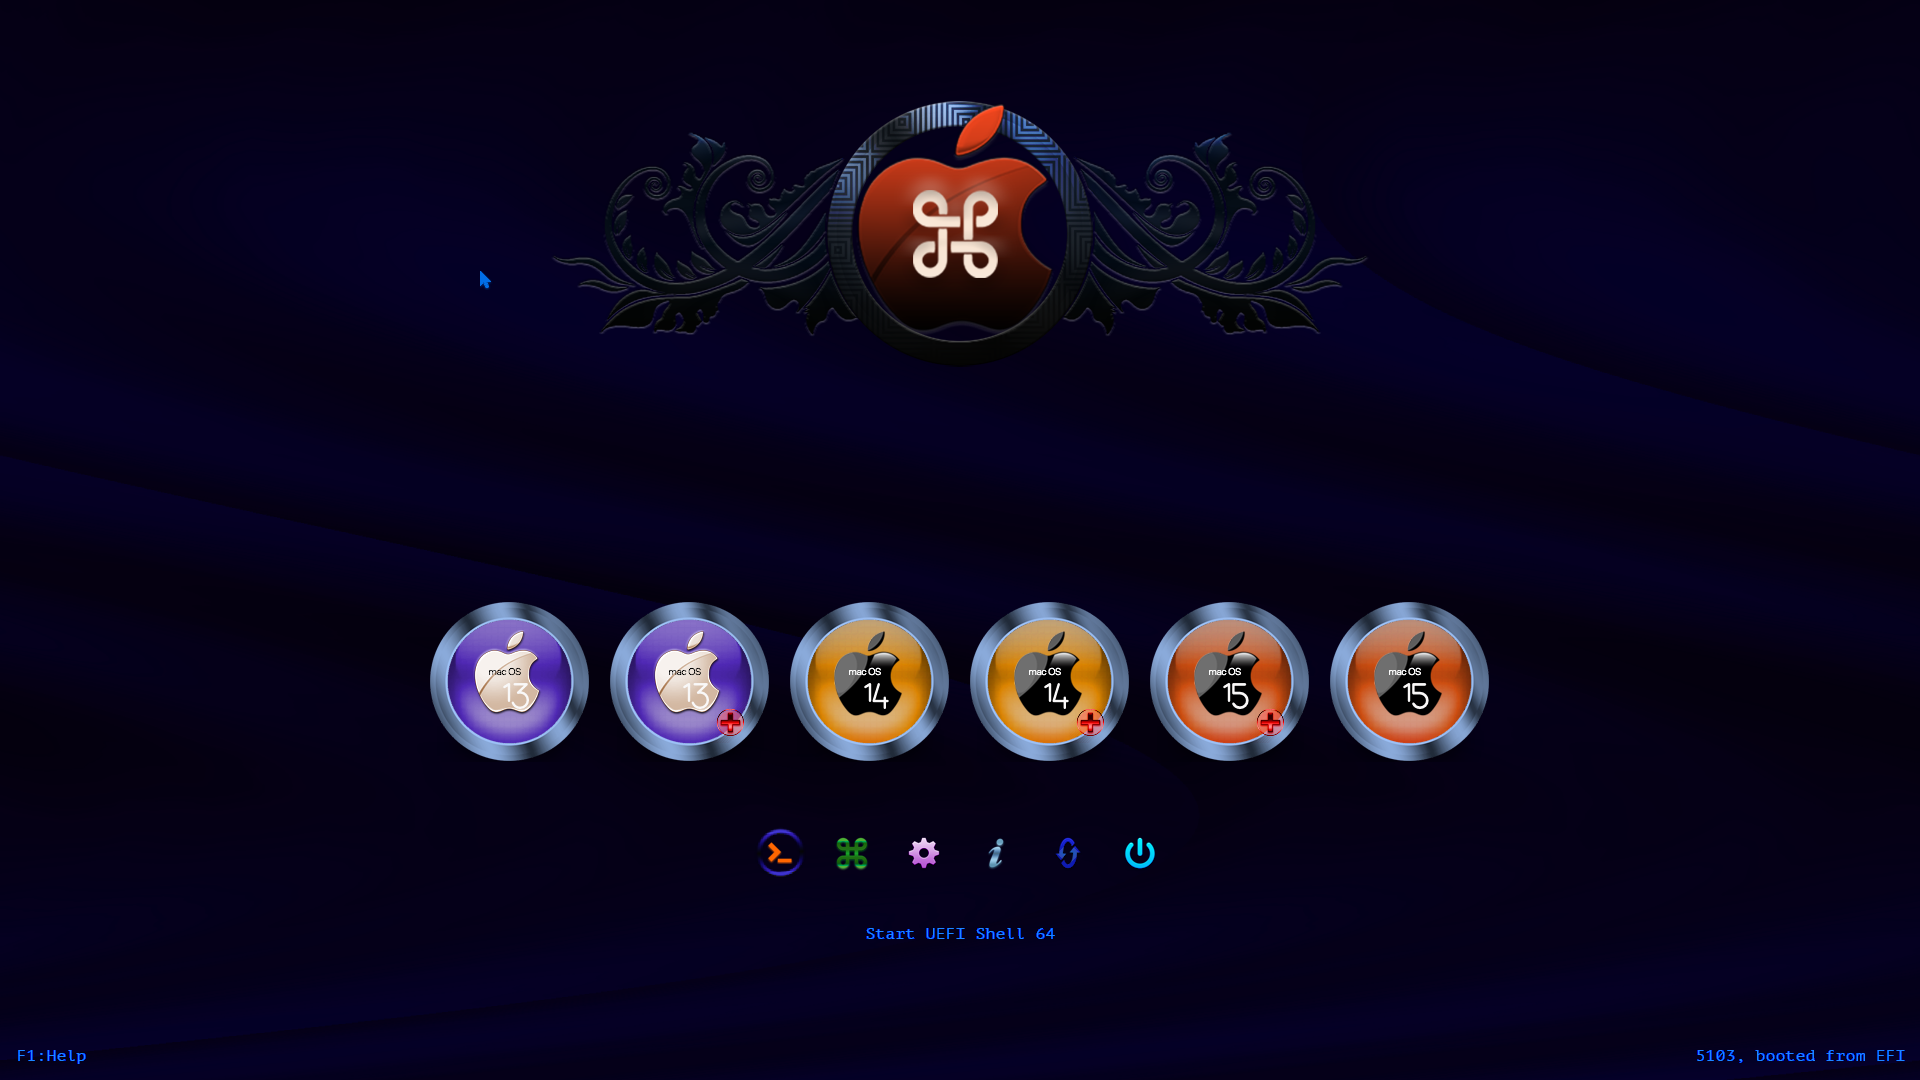 mac OS
13
mac OS
13
mac OS
14
mac OS
14
mac OS
15
mac OS
15
Start UEFI Shell 64
F1:Help
5103, booted from EFI